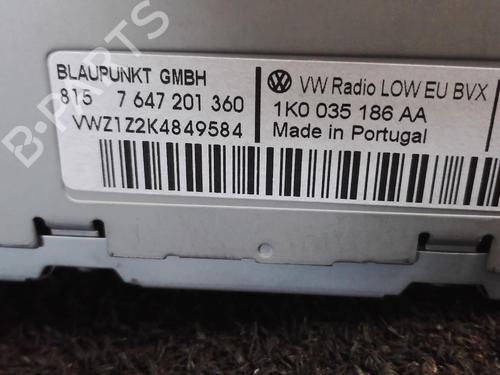 BLAUPUNKT GMBH
815 7 647 201 360
VWZ1Z2K4849584
VW Radio LOW EU BVX
1K0 035 186 AA
Made in Portugal
B-PARTS